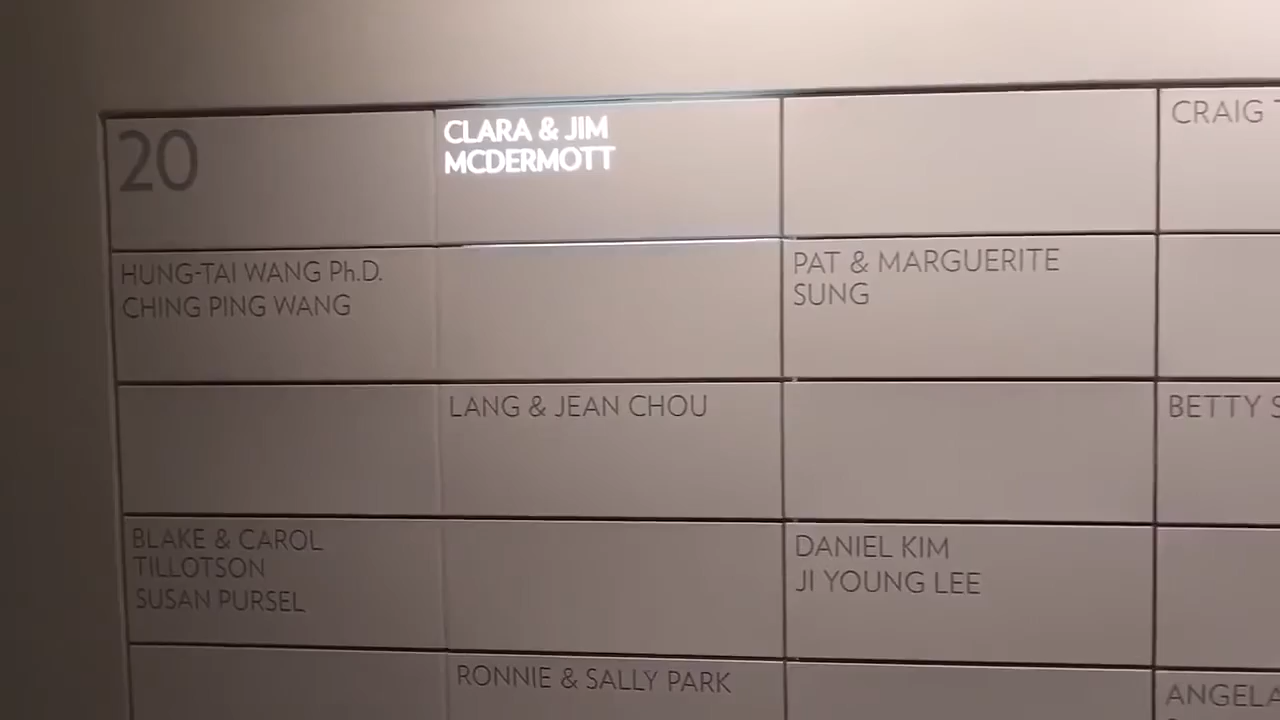 20
CLARA & JIM
MCDERMOTT
CRAIG
HUNG-TAI WANG Ph.D.
CHING PING WANG
PAT & MARGUERITE
SUNG
LANG & JEAN CHOU
BETTY
BLAKE & CAROL
TILLOTSON
SUSAN PURSEL
DANIEL KIM
JI YOUNG LEE
RONNIE & SALLY PARK
ANGELA